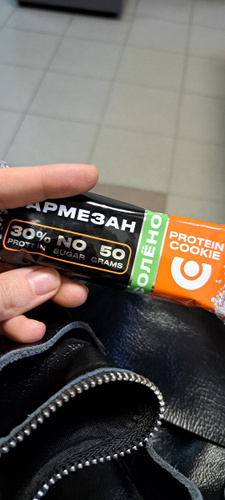 АРМЕЗАН
30% NO 50
PROTEIN SUGAR GRAMS
ОЛЁНО
PROTEIN
COOKIE